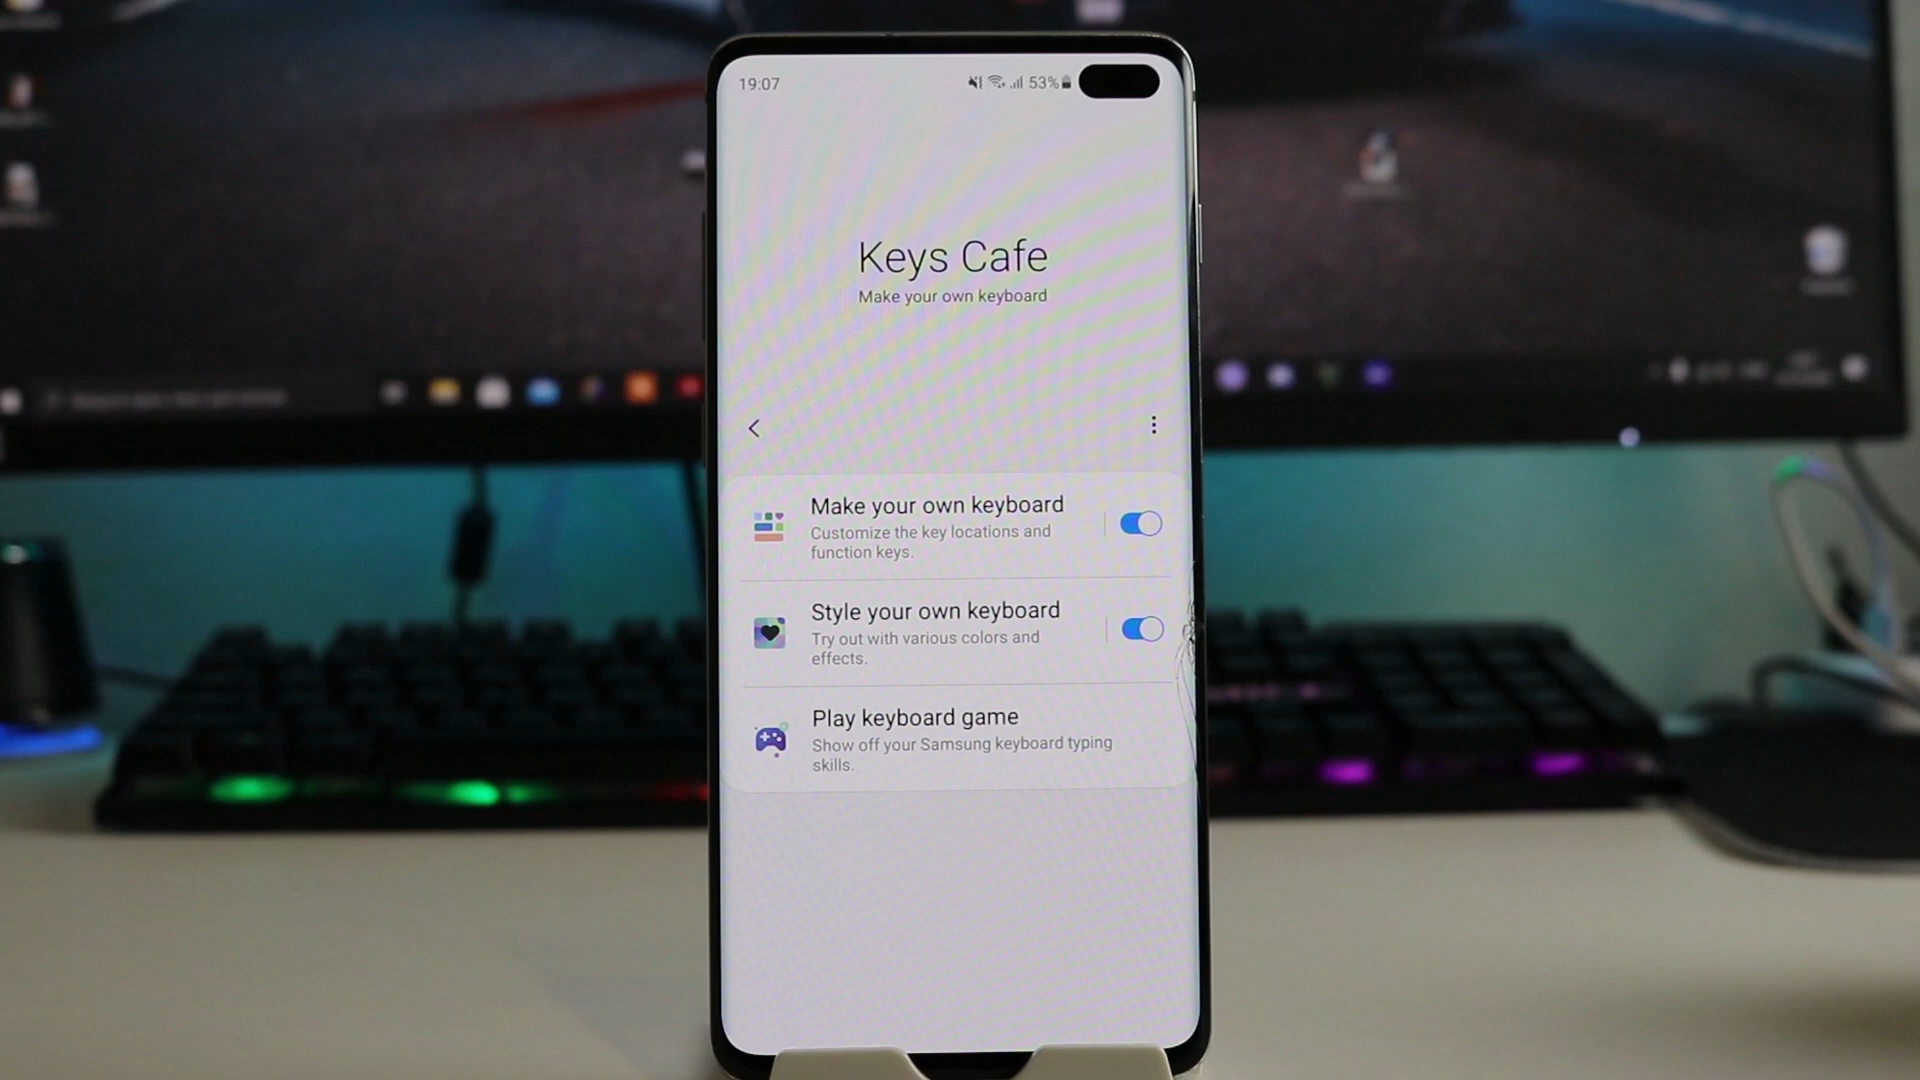 19:07 53%
Keys Cafe
Make your own keyboard
Make your own keyboard
Customize the key locations and
function keys.
Style your own keyboard
Try out with various colors and
effects.
Play keyboard game
Show off your Samsung keyboard typing
skills.